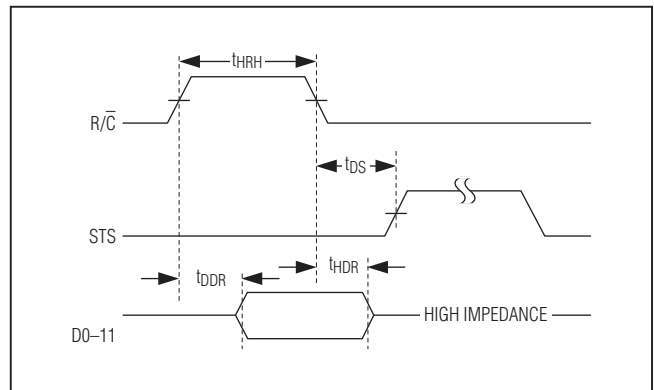 tHRH
R/C̅
tDS
STS
tDDR
tHDR
HIGH IMPEDANCE
D0–11